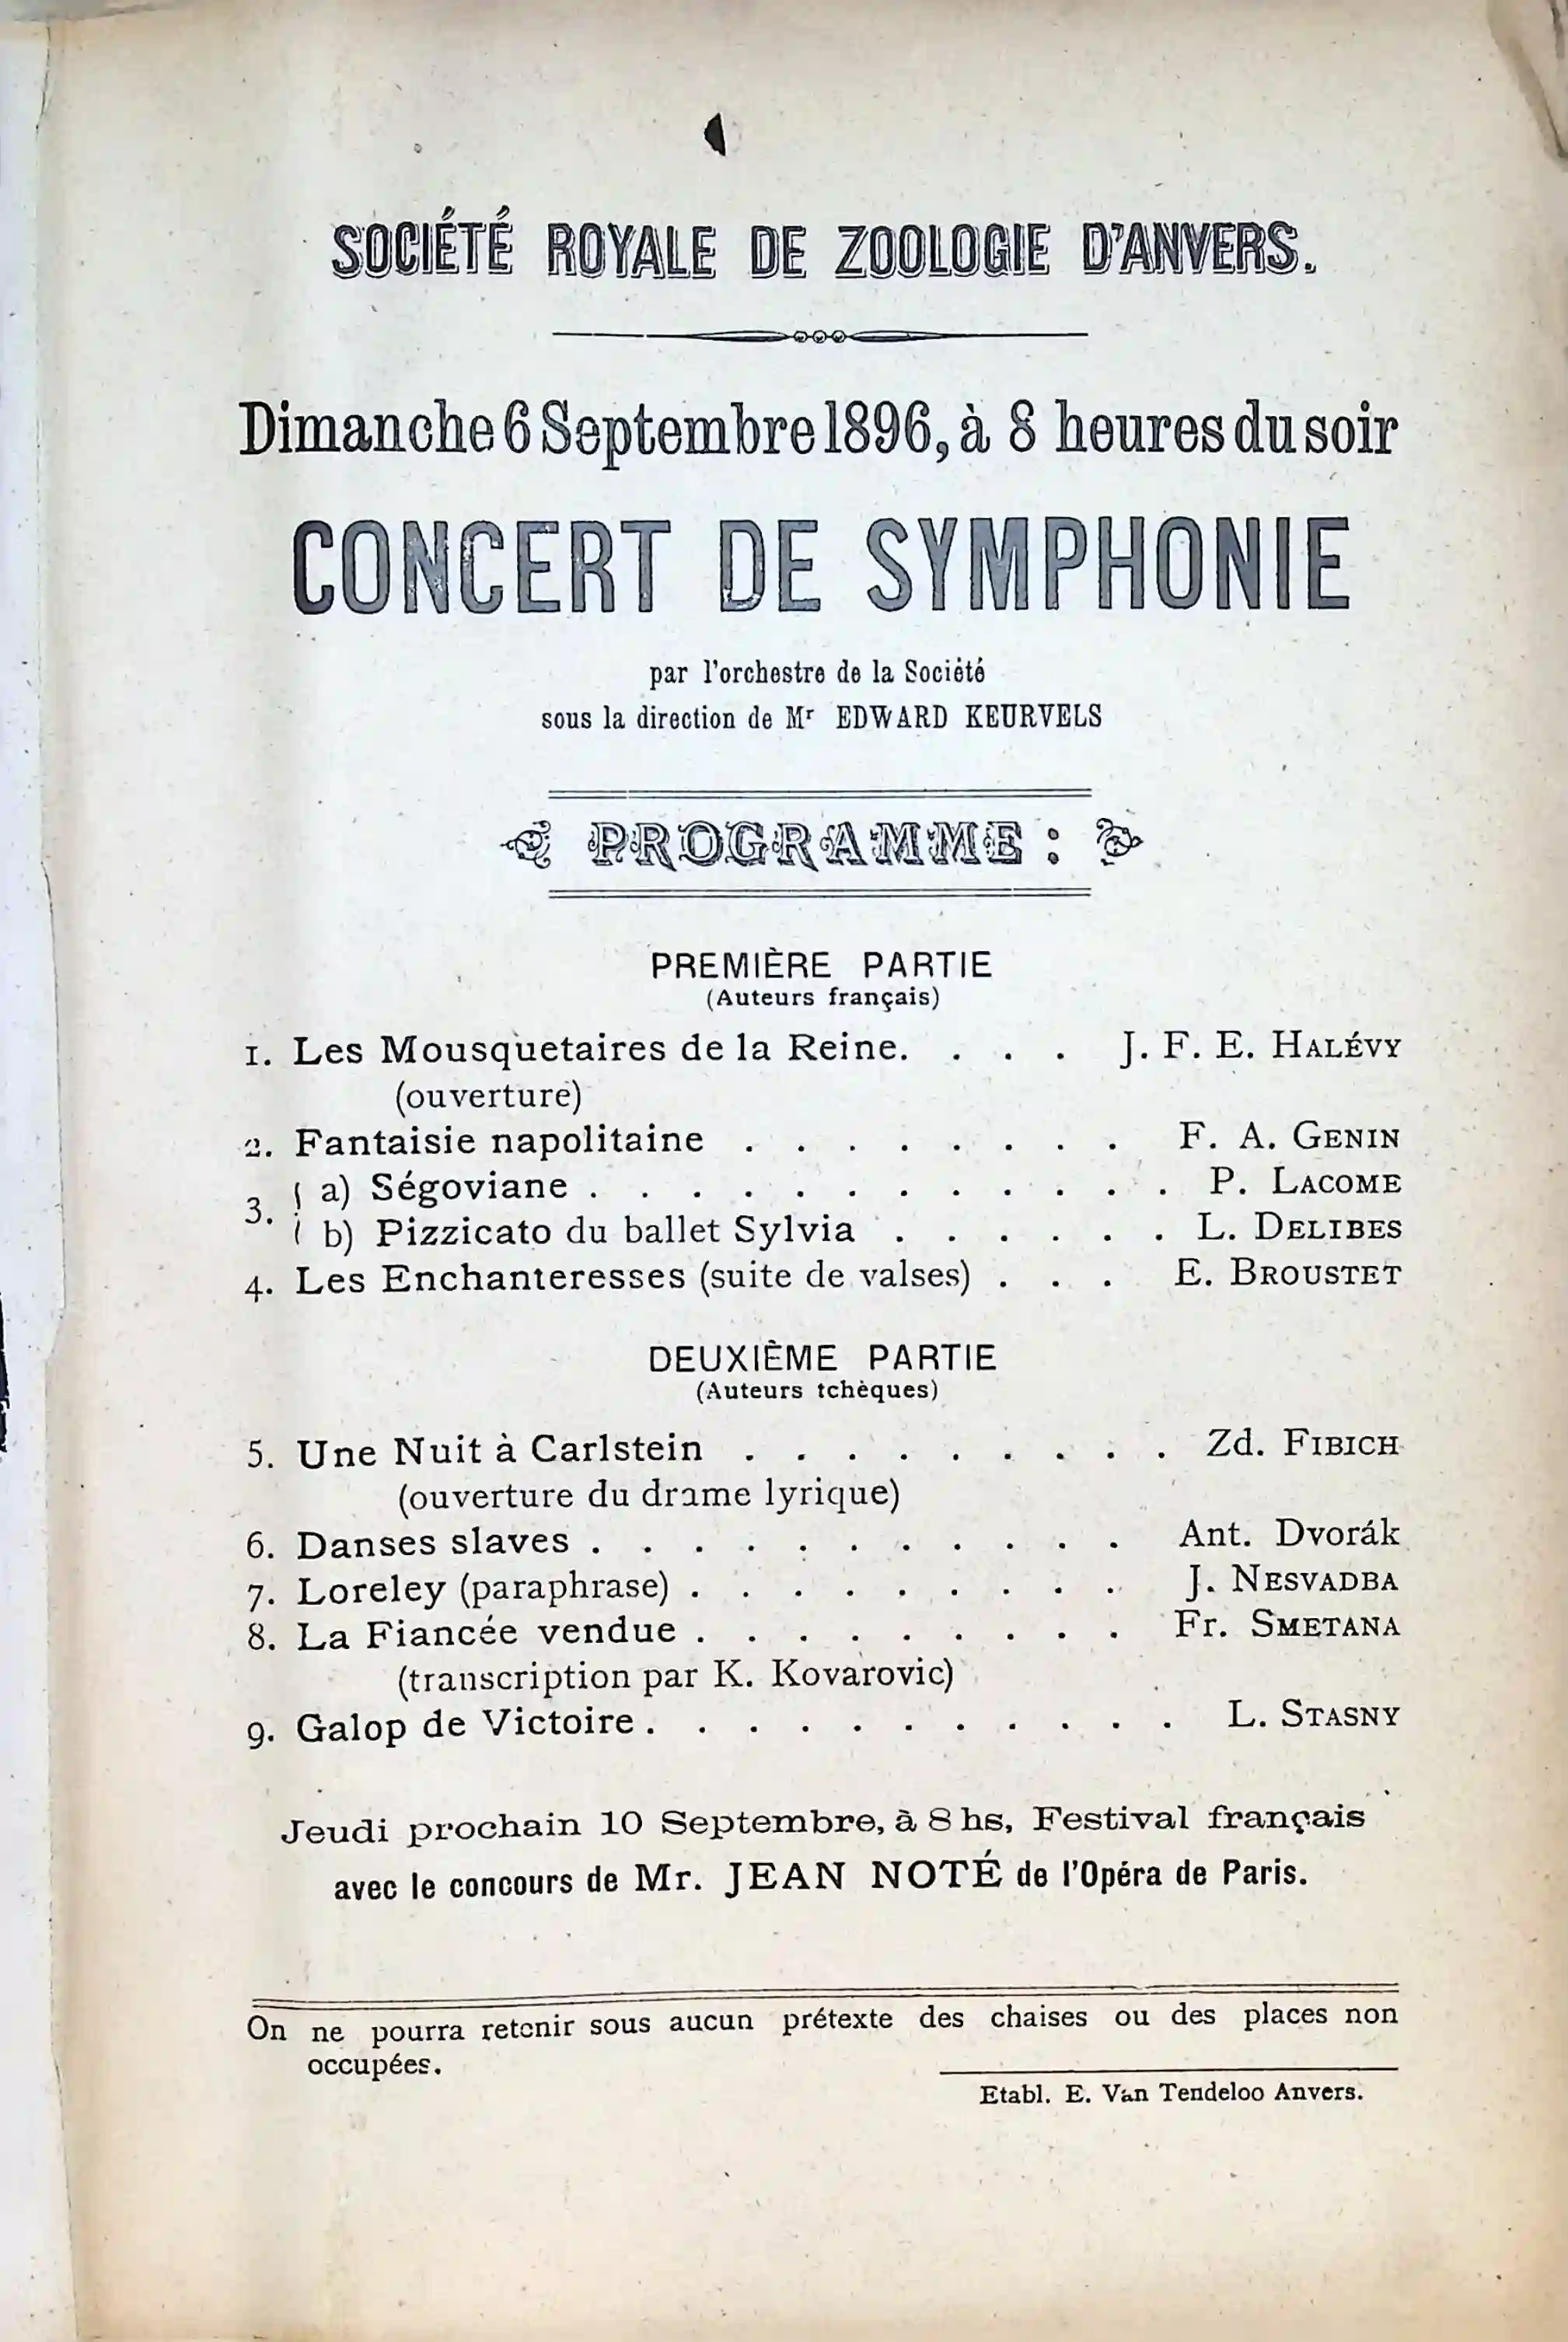 SOCIÉTÉ ROYALE DE ZOOLOGIE D'ANVERS.
Dimanche 6 Septembre 1896, à 8 heures du soir
CONCERT DE SYMPHONIE
par l'orchestre de la Société
sous la direction de Mr EDWARD KEURVELS
PROGRAMME :
PREMIÈRE PARTIE
(Auteurs français)
1. Les Mousquetaires de la Reine. . . . J. F. E. HALÉVY
(ouverture)
2. Fantaisie napolitaine . . . . . . . . F. A. GENIN
3. ( a) Ségoviane . . . . . . . . . . . . P. LACOME
( b) Pizzicato du ballet Sylvia . . . . . . L. DELIBES
4. Les Enchanteresses (suite de valses) . . . E. BROUSTET
DEUXIÈME PARTIE
(Auteurs tchèques)
5. Une Nuit à Carlstein . . . . . . . . . Zd. FIBICH
(ouverture du drame lyrique)
6. Danses slaves . . . . . . . . . . . Ant. Dvorák
7. Loreley (paraphrase) . . . . . . . . . J. NESVADBA
8. La Fiancée vendue . . . . . . . . . Fr. SMETANA
(transcription par K. Kovarovic)
9. Galop de Victoire . . . . . . . . . . . L. STASNY
Jeudi prochain 10 Septembre, à 8 hs, Festival français
avec le concours de Mr. JEAN NOTÉ de l'Opéra de Paris.
On ne pourra retenir sous aucun prétexte des chaises ou des places non
occupées.
Etabl. E. Van Tendeloo Anvers.